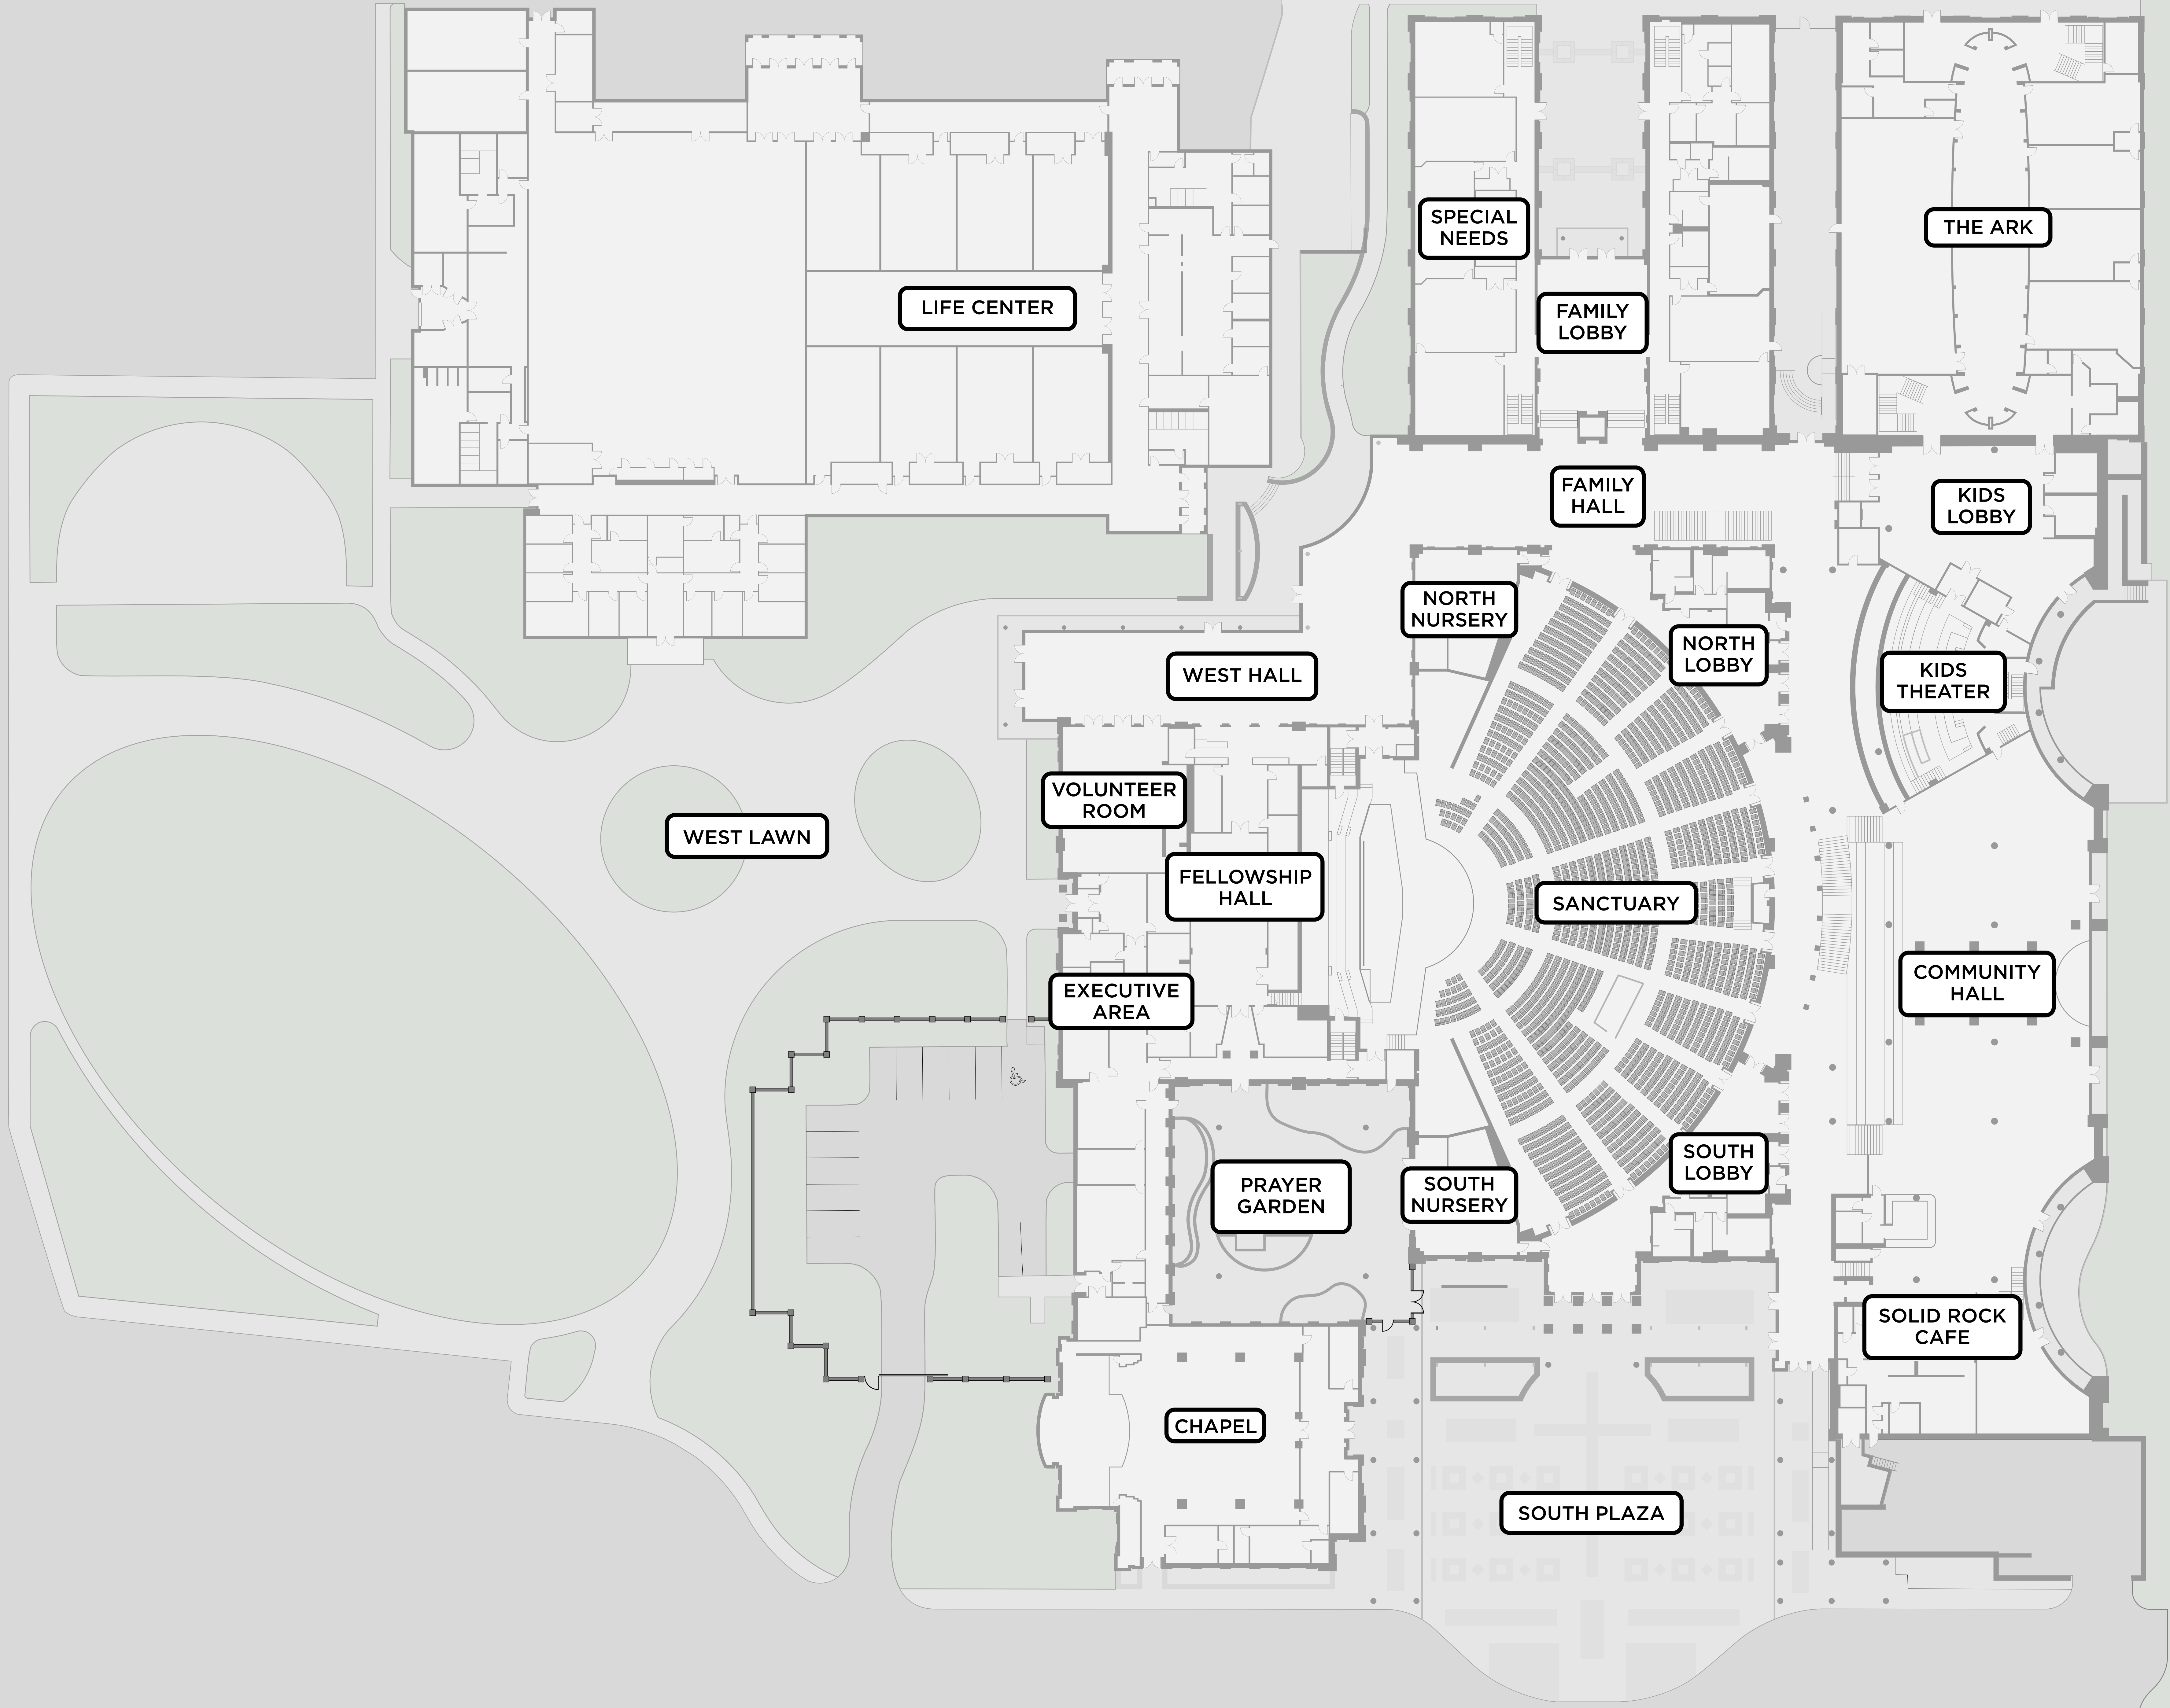 SPECIAL
NEEDS
THE ARK
LIFE CENTER
FAMILY
LOBBY
FAMILY
HALL
KIDS
LOBBY
NORTH
NURSERY
NORTH
LOBBY
WEST HALL
KIDS
THEATER
VOLUNTEER
ROOM
WEST LAWN
FELLOWSHIP
HALL
SANCTUARY
EXECUTIVE
AREA
COMMUNITY
HALL
PRAYER
GARDEN
SOUTH
NURSERY
SOUTH
LOBBY
SOLID ROCK
CAFE
CHAPEL
SOUTH PLAZA